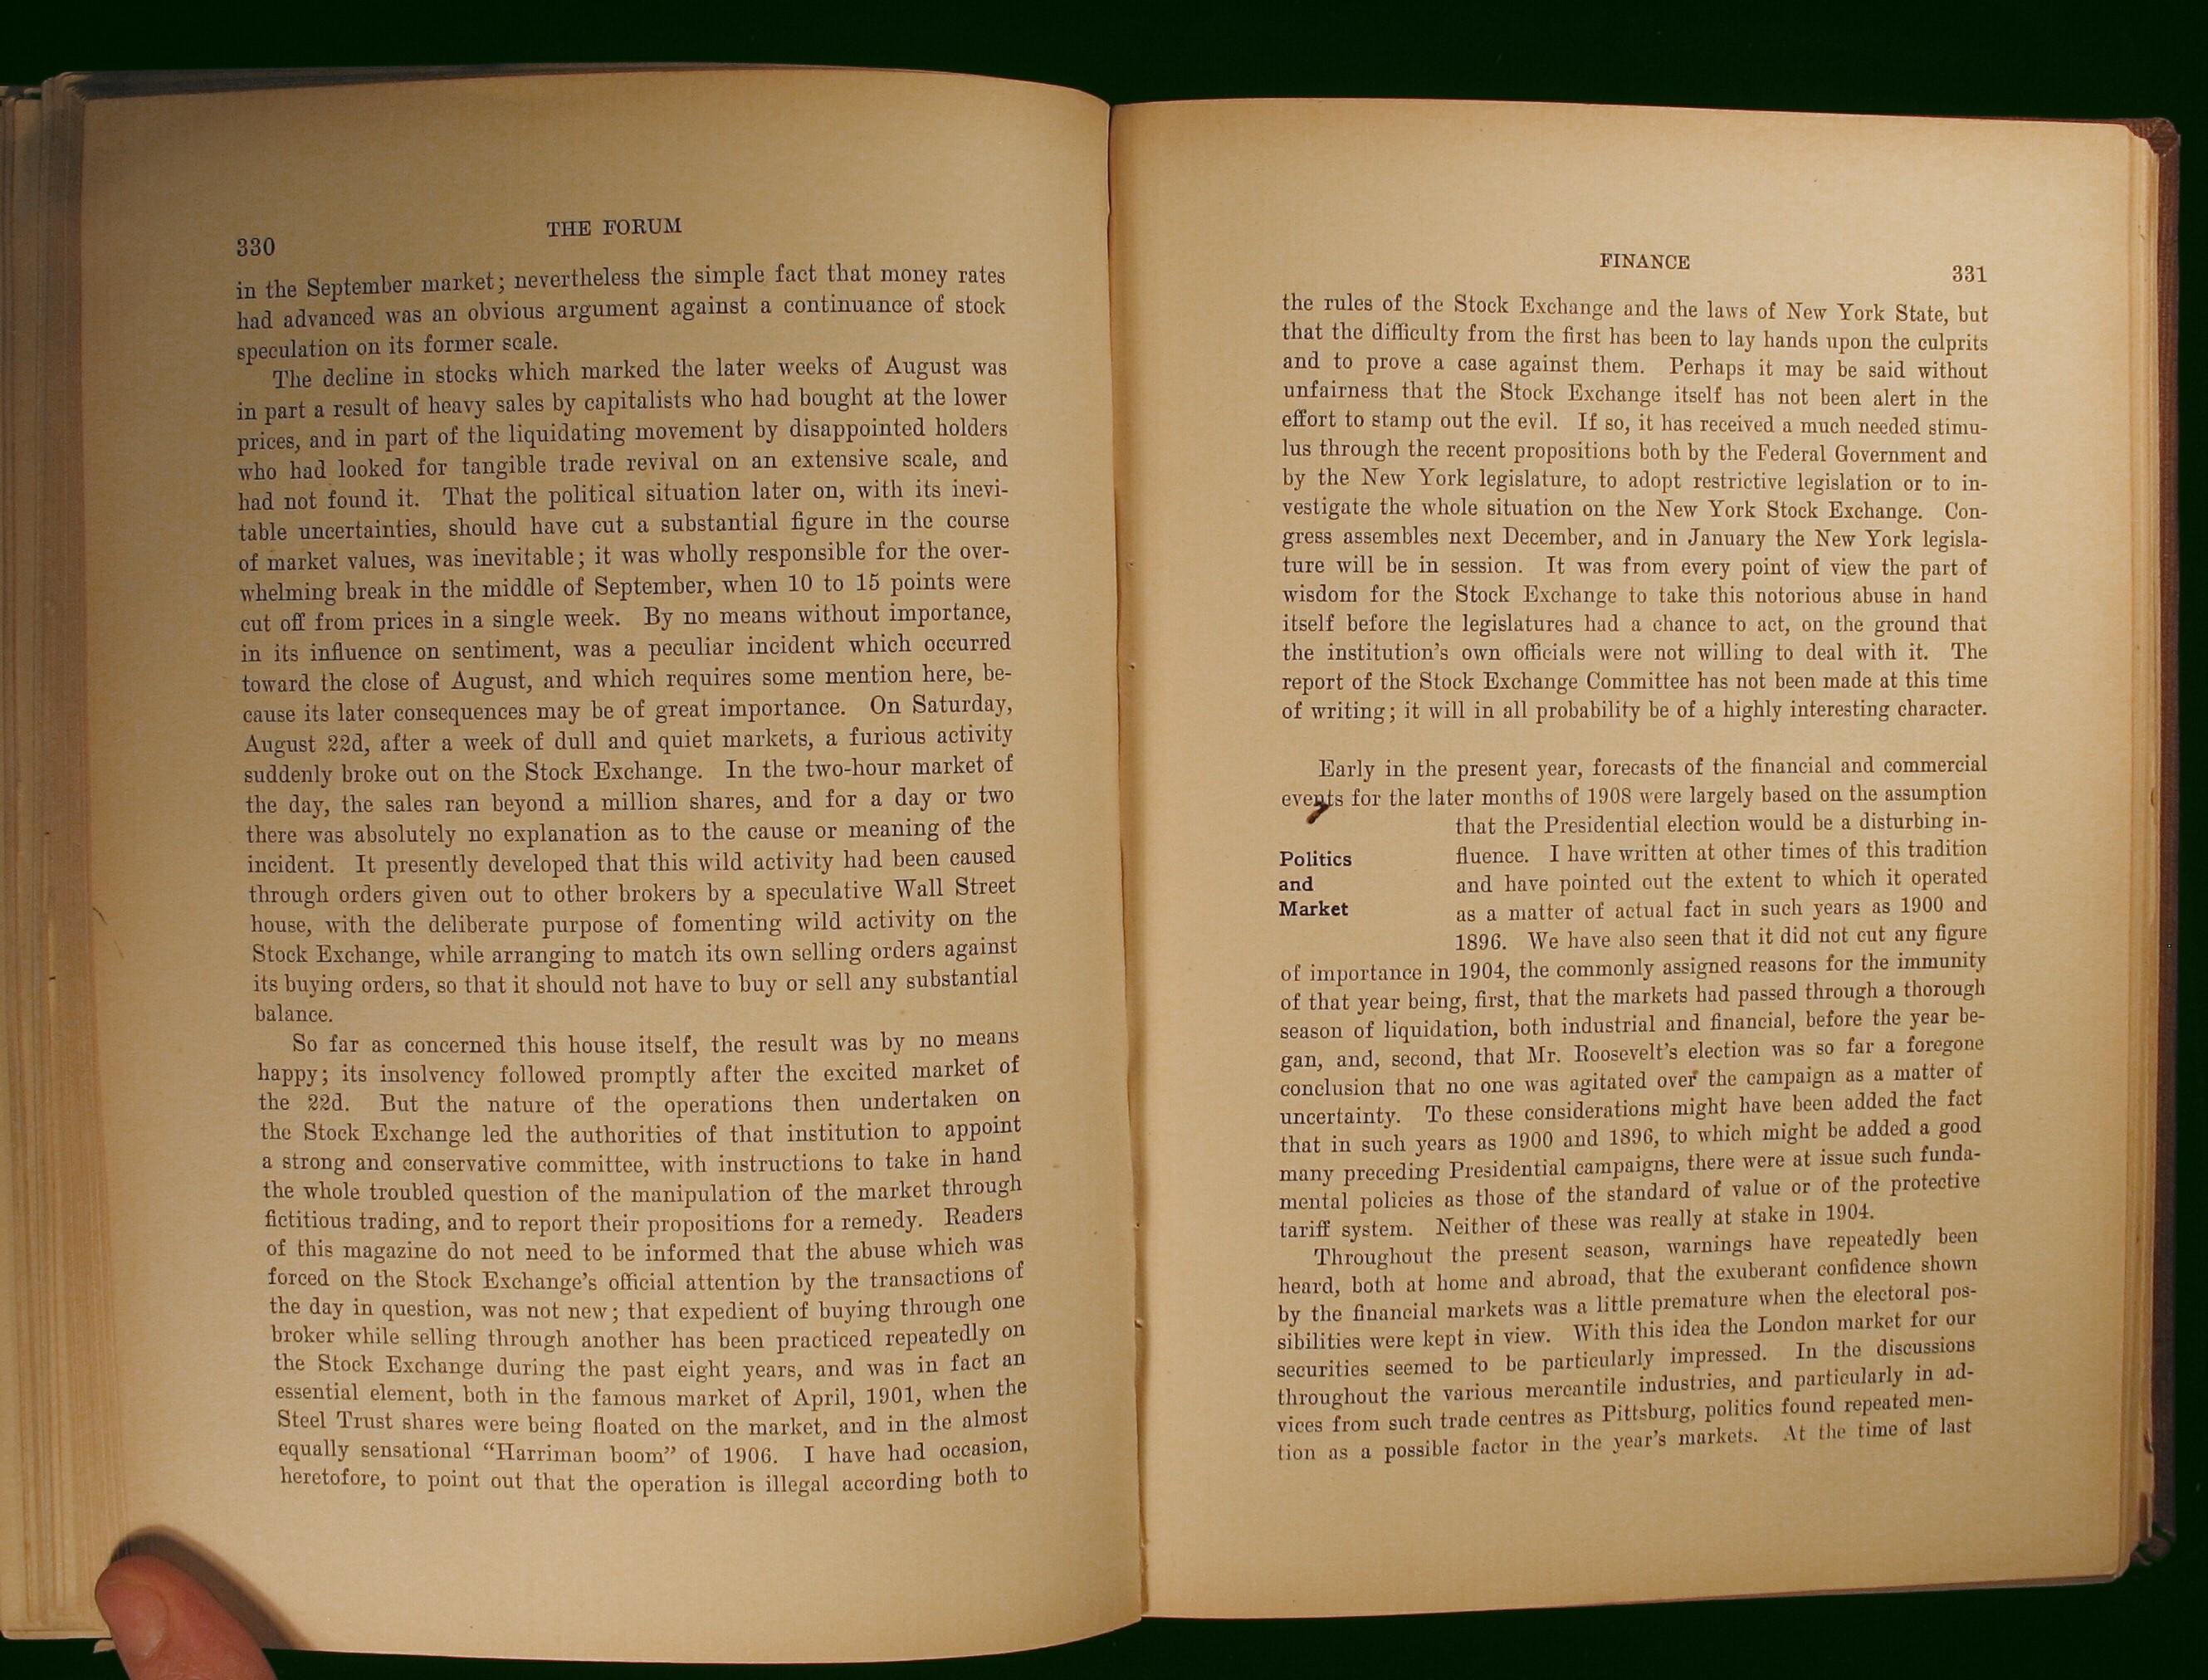 330
THE FORUM
in the September market; nevertheless the simple fact that money rates
had advanced was an obvious argument against a continuance of stock
speculation on its former scale.
The decline in stocks which marked the later weeks of August was
in part a result of heavy sales by capitalists who had bought at the lower
prices, and in part of the liquidating movement by disappointed holders
who had looked for tangible trade revival on an extensive scale, and
had not found it. That the political situation later on, with its inevi-
table uncertainties, should have cut a substantial figure in the course
of market values, was inevitable; it was wholly responsible for the over-
whelming break in the middle of September, when 10 to 15 points were
cut off from prices in a single week. By no means without importance,
in its influence on sentiment, was a peculiar incident which occurred
toward the close of August, and which requires some mention here, be-
cause its later consequences may be of great importance. On Saturday,
August 22d, after a week of dull and quiet markets, a furious activity
suddenly broke out on the Stock Exchange. In the two-hour market of
the day, the sales ran beyond a million shares, and for a day or two
there was absolutely no explanation as to the cause or meaning of the
incident. It presently developed that this wild activity had been caused
through orders given out to other brokers by a speculative Wall Street
house, with the deliberate purpose of fomenting wild activity on the
Stock Exchange, while arranging to match its own selling orders against
its buying orders, so that it should not have to buy or sell any substantial
balance.
So far as concerned this house itself, the result was by no means
happy; its insolvency followed promptly after the excited market of
the 22d. But the nature of the operations then undertaken on
the Stock Exchange led the authorities of that institution to appoint
a strong and conservative committee, with instructions to take in hand
the whole troubled question of the manipulation of the market through
fictitious trading, and to report their propositions for a remedy. Readers
of this magazine do not need to be informed that the abuse which was
forced on the Stock Exchange's official attention by the transactions of
the day in question, was not new; that expedient of buying through one
broker while selling through another has been practiced repeatedly on
the Stock Exchange during the past eight years, and was in fact an
essential element, both in the famous market of April, 1901, when the
Steel Trust shares were being floated on the market, and in the almost
equally sensational “Harriman boom” of 1906. I have had occasion,
heretofore, to point out that the operation is illegal according both to
FINANCE
331
the rules of the Stock Exchange and the laws of New York State, but
that the difficulty from the first has been to lay hands upon the culprits
and to prove a case against them. Perhaps it may be said without
unfairness that the Stock Exchange itself has not been alert in the
effort to stamp out the evil. If so, it has received a much needed stimu-
lus through the recent propositions both by the Federal Government and
by the New York legislature, to adopt restrictive legislation or to in-
vestigate the whole situation on the New York Stock Exchange. Con-
gress assembles next December, and in January the New York legisla-
ture will be in session. It was from every point of view the part of
wisdom for the Stock Exchange to take this notorious abuse in hand
itself before the legislatures had a chance to act, on the ground that
the institution's own officials were not willing to deal with it. The
report of the Stock Exchange Committee has not been made at this time
of writing; it will in all probability be of a highly interesting character.
Early in the present year, forecasts of the financial and commercial
events for the later months of 1908 were largely based on the assumption
Politics
and
Market
that the Presidential election would be a disturbing in-
fluence. I have written at other times of this tradition
and have pointed out the extent to which it operated
as a matter of actual fact in such years as 1900 and
1896. We have also seen that it did not cut any figure
of importance in 1904, the commonly assigned reasons for the immunity
of that year being, first, that the markets had passed through a thorough
season of liquidation, both industrial and financial, before the year be-
gan, and, second, that Mr. Roosevelt's election was so far a foregone
conclusion that no one was agitated over the campaign as a matter of
uncertainty. To these considerations might have been added the fact
that in such years as 1900 and 1896, to which might be added a good
many preceding Presidential campaigns, there were at issue such funda-
mental policies as those of the standard of value or of the protective
tariff system. Neither of these was really at stake in 1904.
Throughout the present season, warnings have repeatedly been
heard, both at home and abroad, that the exuberant confidence shown
by the financial markets was a little premature when the electoral pos-
sibilities were kept in view. With this idea the London market for our
securities seemed to be particularly impressed. In the discussions
throughout the various mercantile industries, and particularly in ad-
vices from such trade centres as Pittsburg, politics found repeated men-
tion as a possible factor in the year's markets. At the time of last